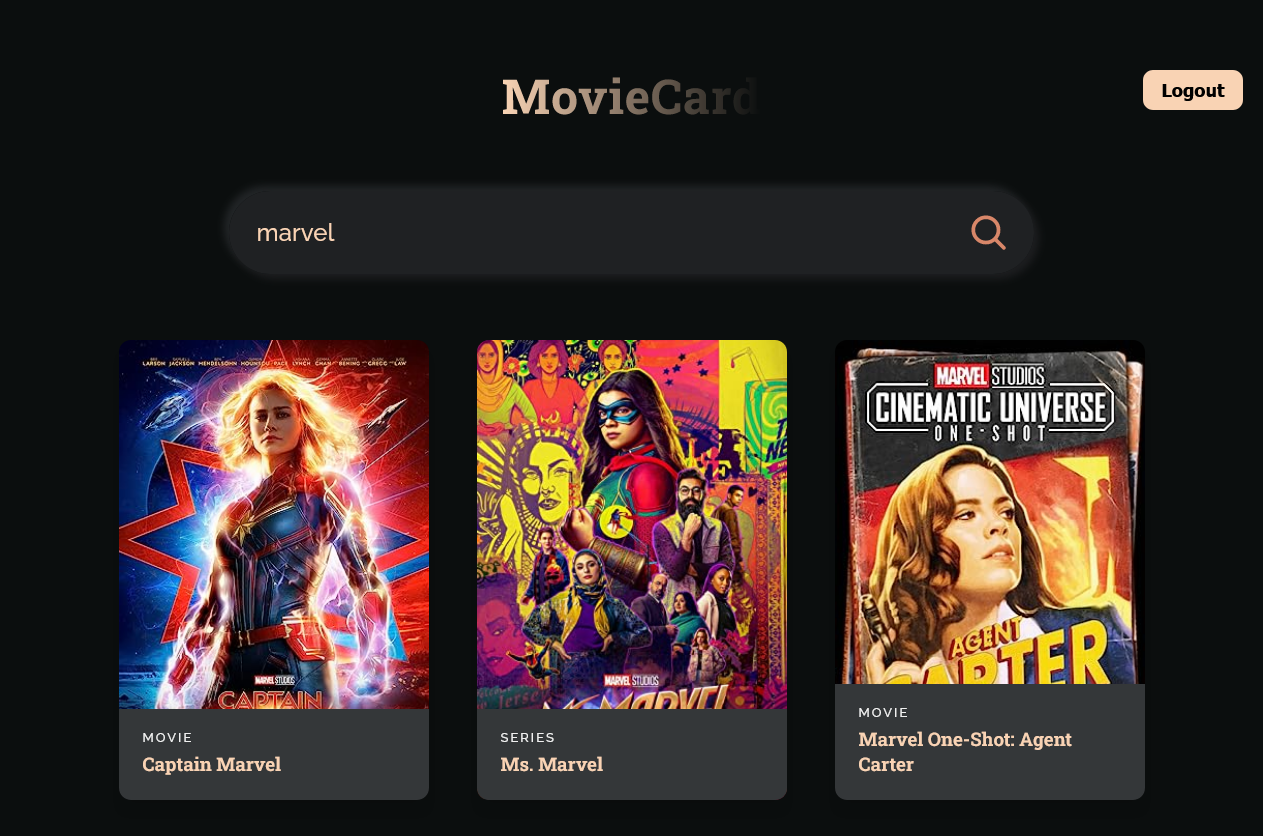 MovieCard
Logout
marvel
LARSON JACKSON MENDELSOHN HOUNSOU PACE LYNCH CHAN BENING GREGG LAW
MARVEL STUDIOS
CAPTAIN
MARVEL STUDIOS
MS. MARVEL
MARVEL STUDIOS
CINEMATIC UNIVERSE
ONE-SHOT
AGENT
CARTER
MOVIE
Captain Marvel
SERIES
Ms. Marvel
MOVIE
Marvel One-Shot: Agent
Carter